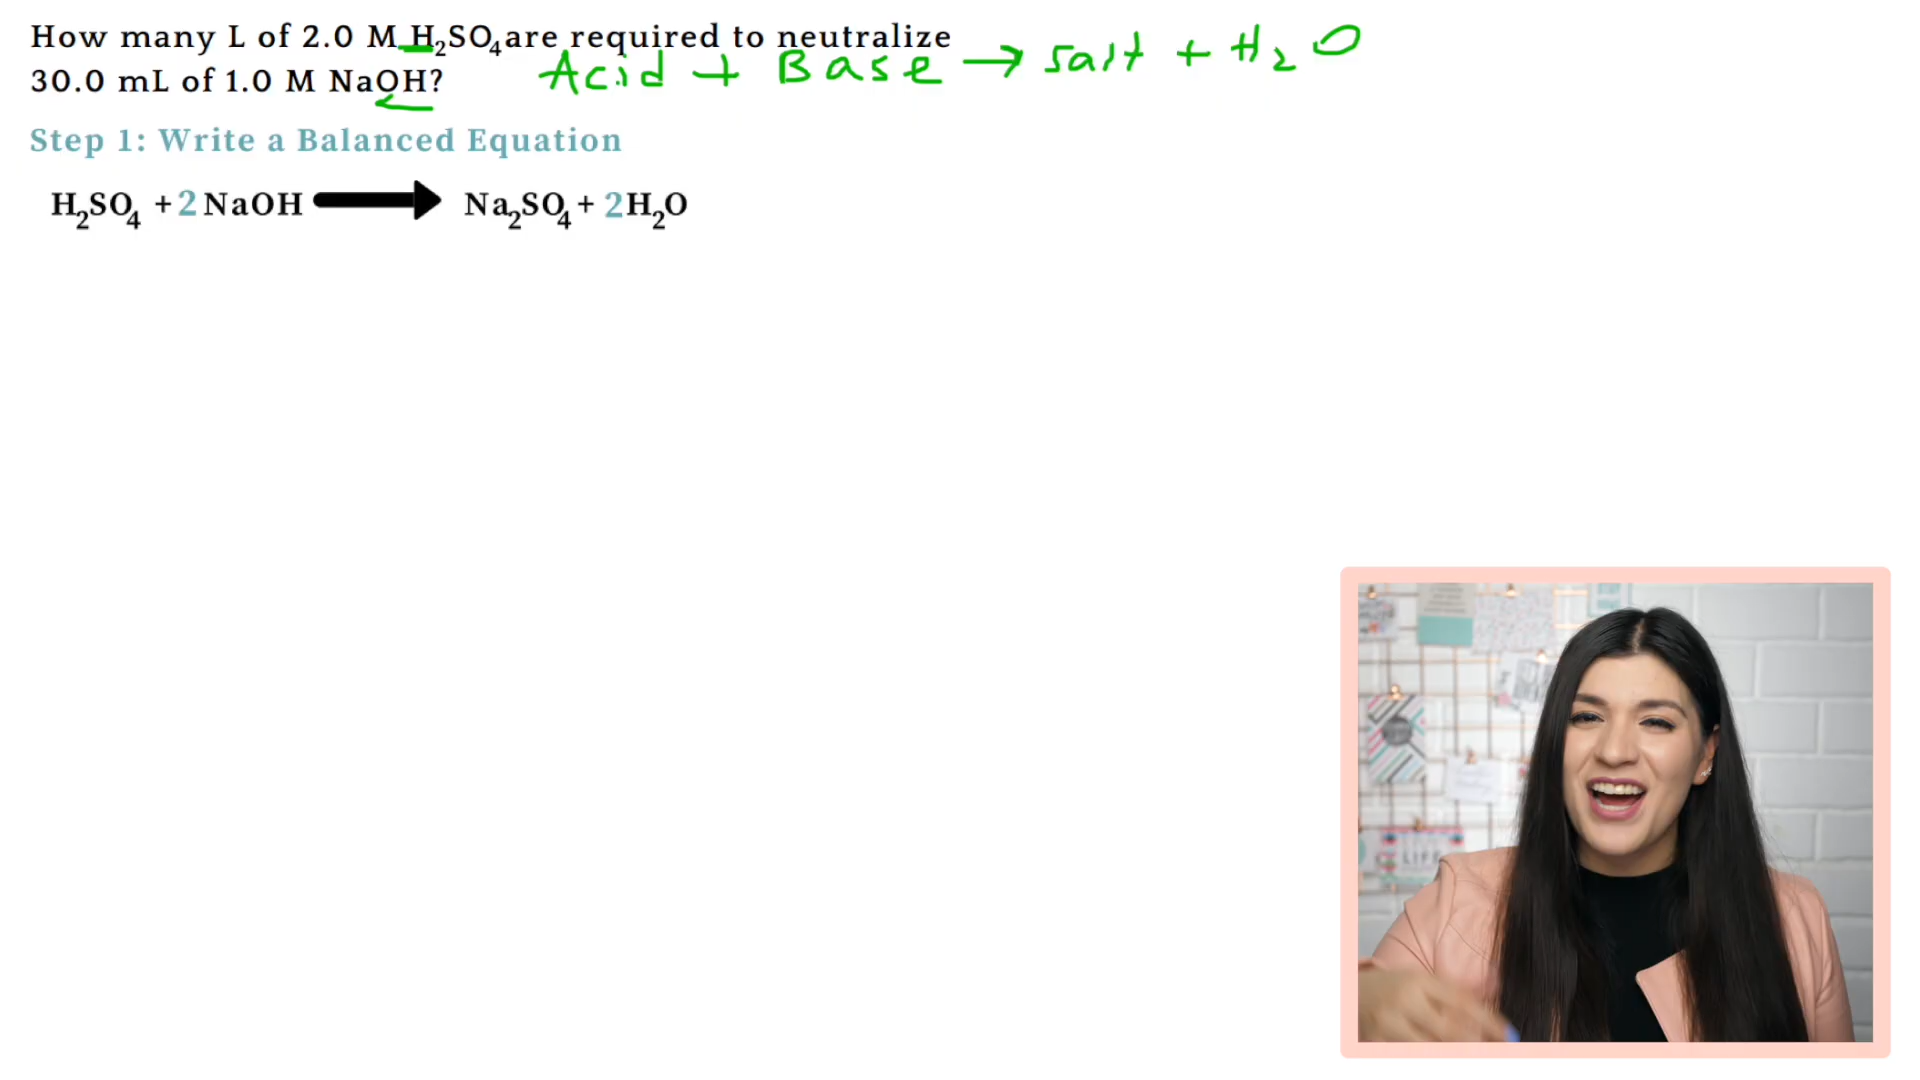 How many L of 2.0 M H₂SO₄ are required to neutralize
30.0 mL of 1.0 M NaOH?
Acid + Base → salt + H₂O
Step 1: Write a Balanced Equation
H₂SO₄ + 2 NaOH → Na₂SO₄ + 2H₂O
LIFE